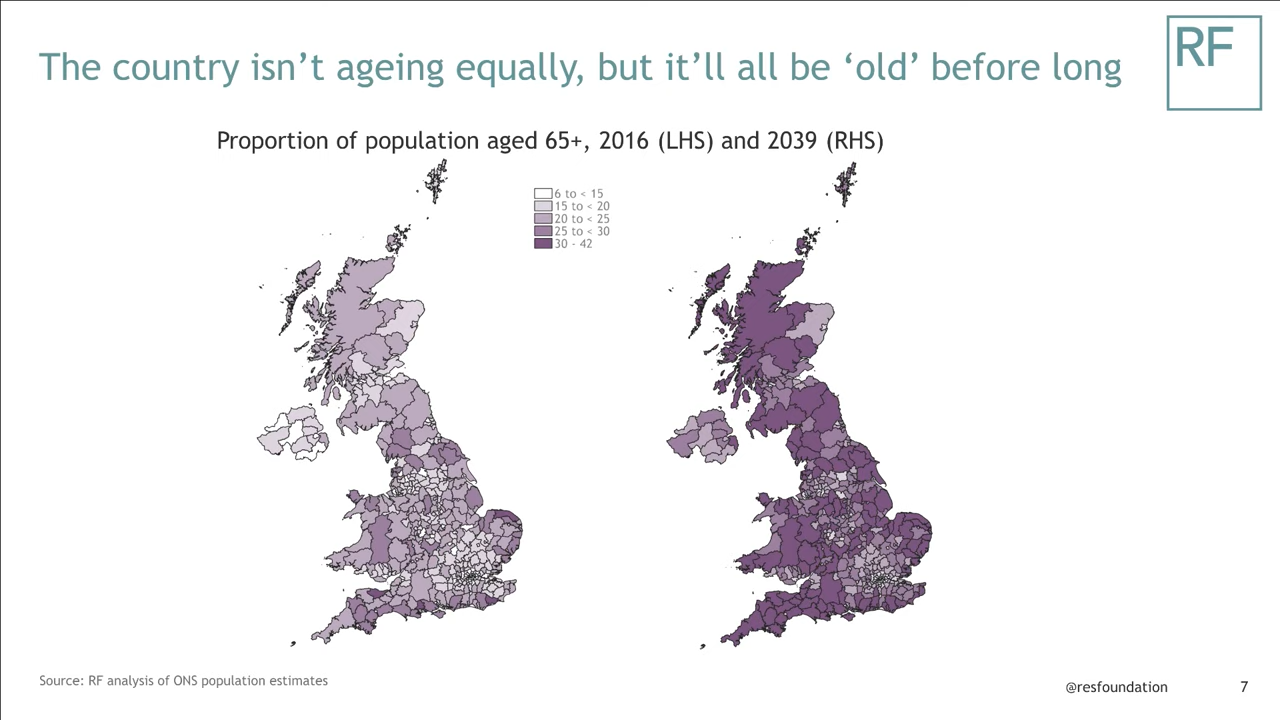 The country isn't ageing equally, but it'll all be ‘old’ before long
RF
Proportion of population aged 65+, 2016 (LHS) and 2039 (RHS)
6 to < 15
15 to < 20
20 to < 25
25 to < 30
30 - 42
Source: RF analysis of ONS population estimates
@resfoundation
7